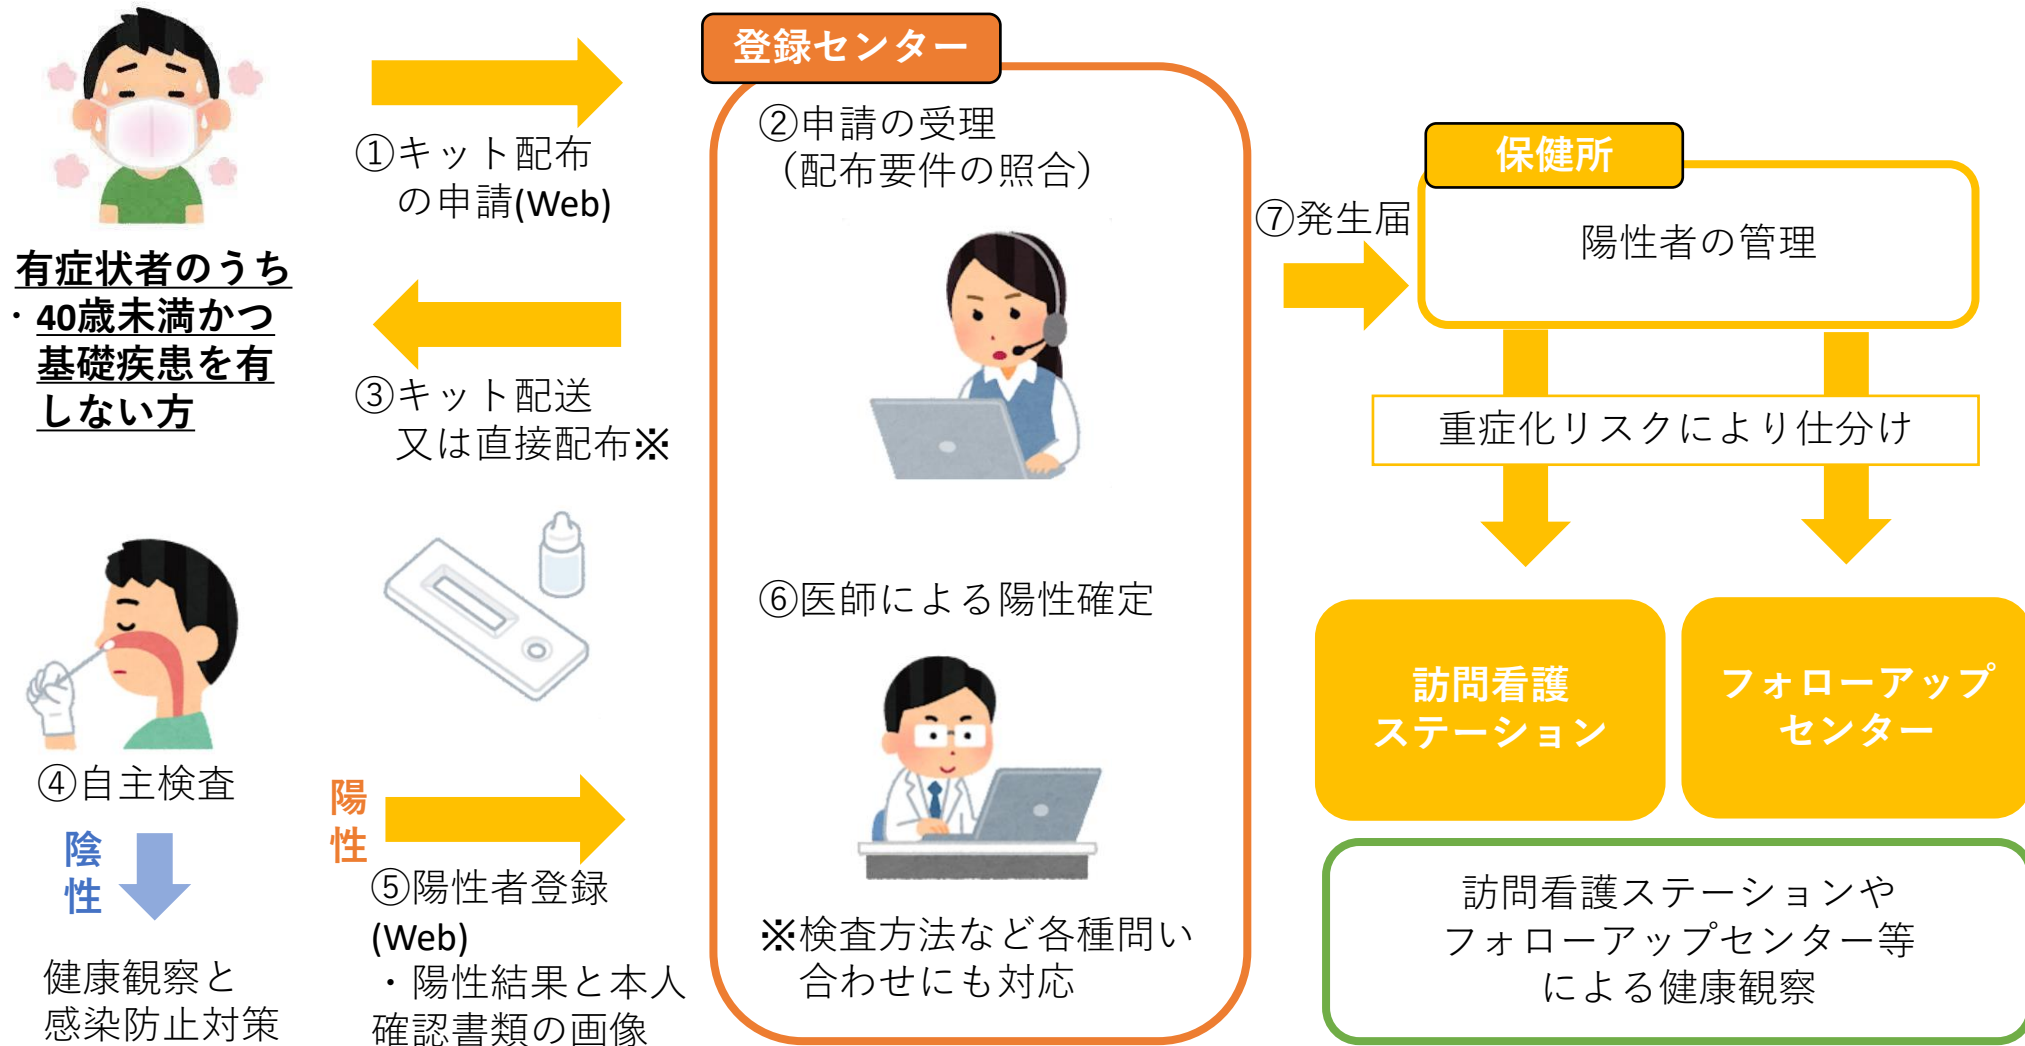 登録センター
①キット配布
の申請(Web)
有症状者のうち
・40歳未満かつ
基礎疾患を有
しない方
③キット配送
又は直接配布※
④自主検査
陰性
健康観察と
感染防止対策
陽性
⑤陽性者登録
(Web)
・陽性結果と本人
確認書類の画像
②申請の受理
(配布要件の照合)
⑥医師による陽性確定
※検査方法など各種問い
合わせにも対応
⑦発生届
保健所
陽性者の管理
重症化リスクにより仕分け
訪問看護
ステーション
フォローアップ
センター
訪問看護ステーションや
フォローアップセンター等
による健康観察